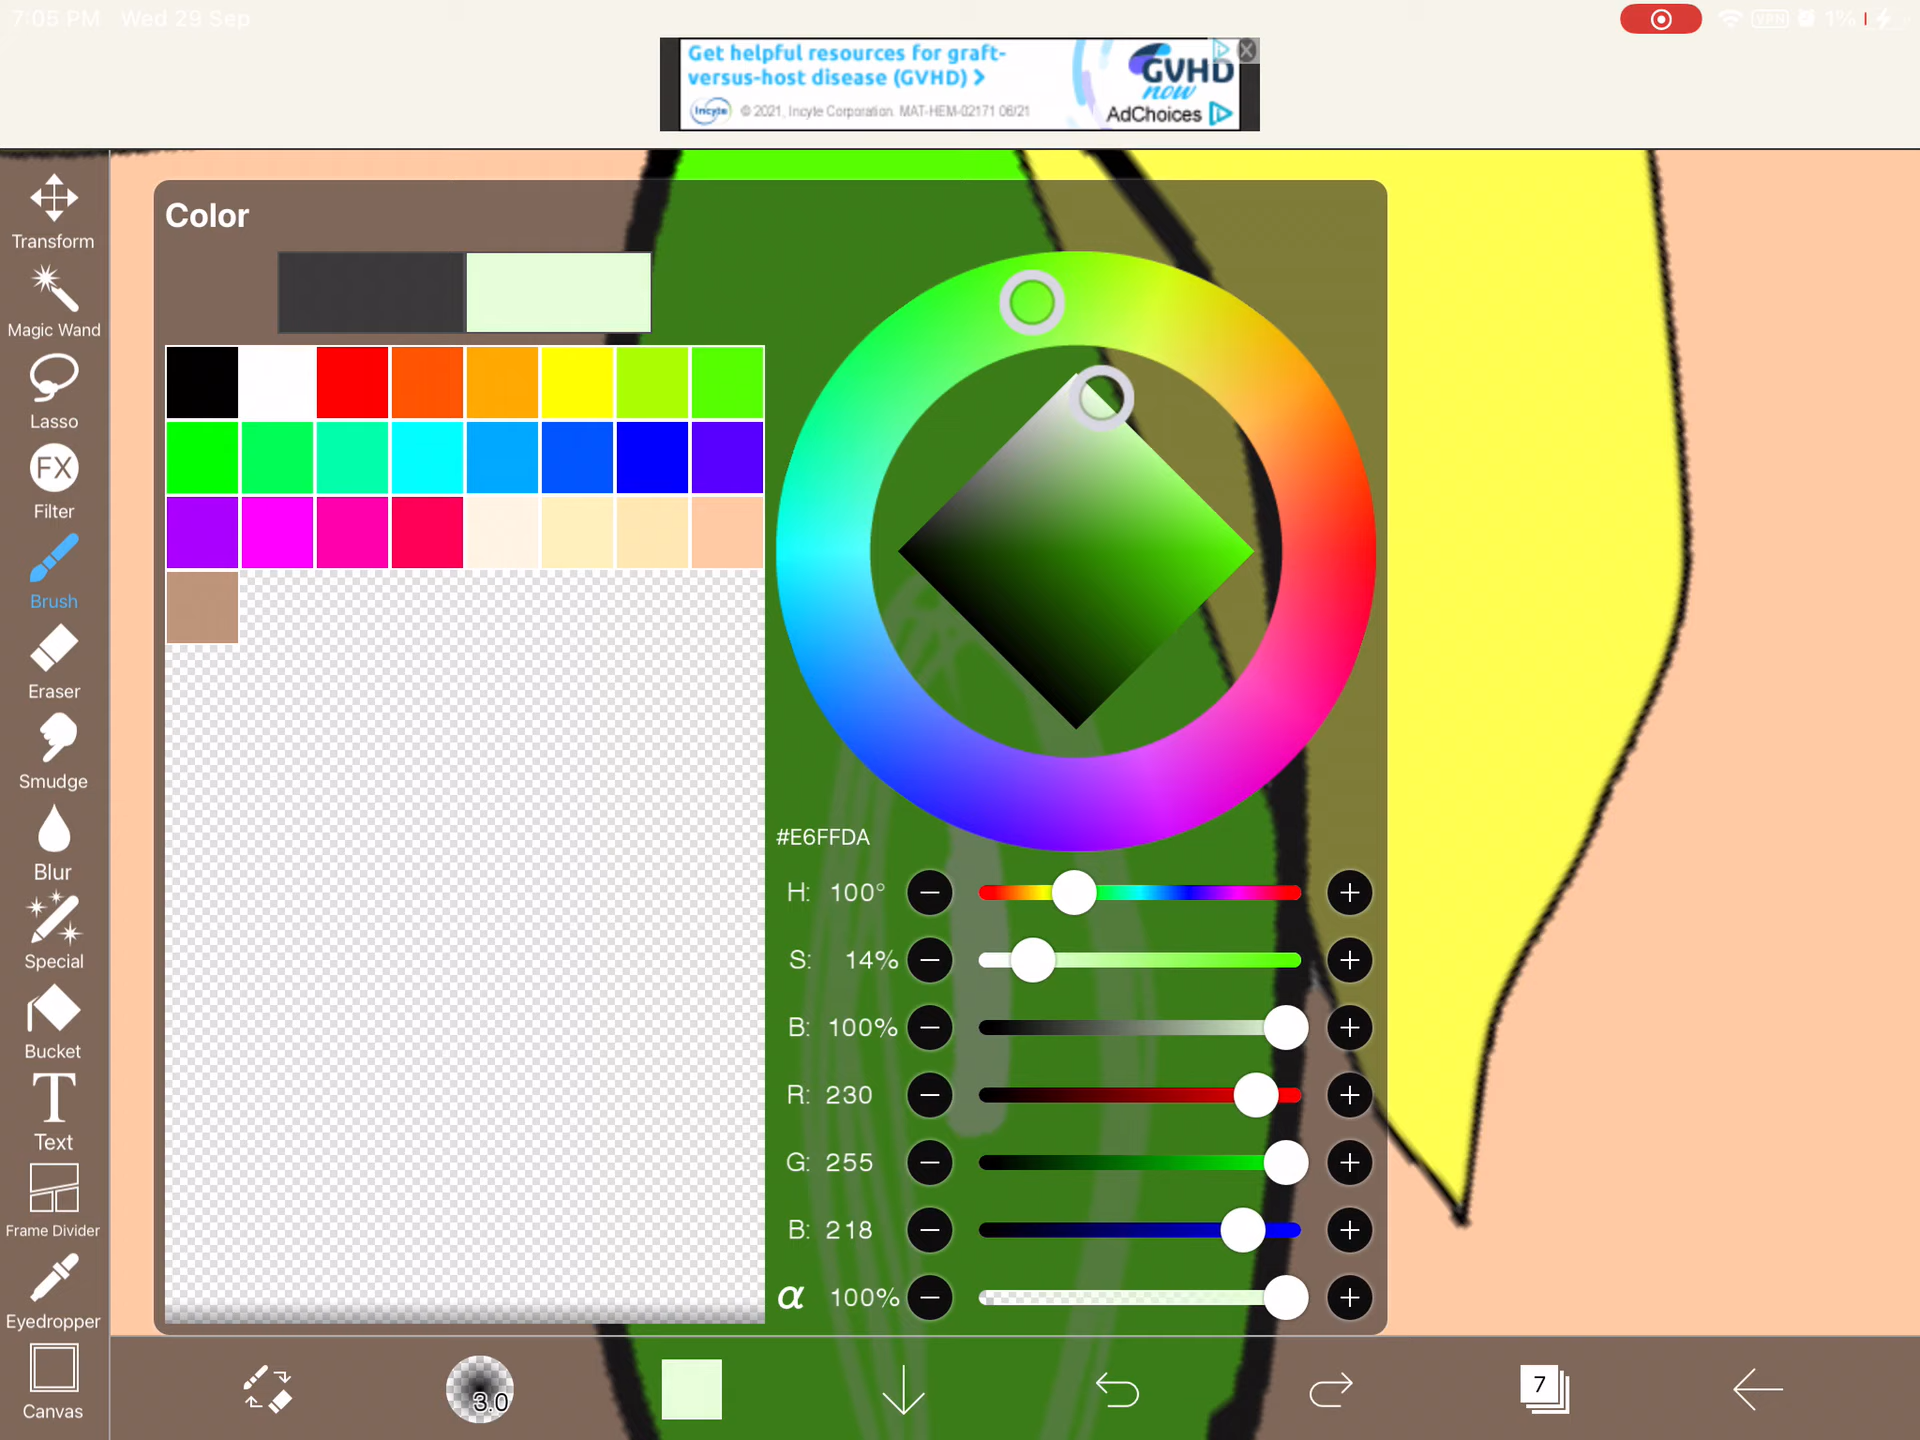 7:05 PM Wed 29 Sep
VPN 1%
Get helpful resources for graft-
versus-host disease (GVHD) >
Incyte © 2021, Incyte Corporation. MAT-HEM-02171 06/21
GVHD
now
AdChoices
Transform
Magic Wand
Lasso
FX
Filter
Brush
Eraser
Smudge
Blur
Special
Bucket
T
Text
Frame Divider
Eyedropper
Canvas
Color
#E6FFDA
H: 100°
S: 14%
B: 100%
R: 230
G: 255
B: 218
α 100%
3.0
7